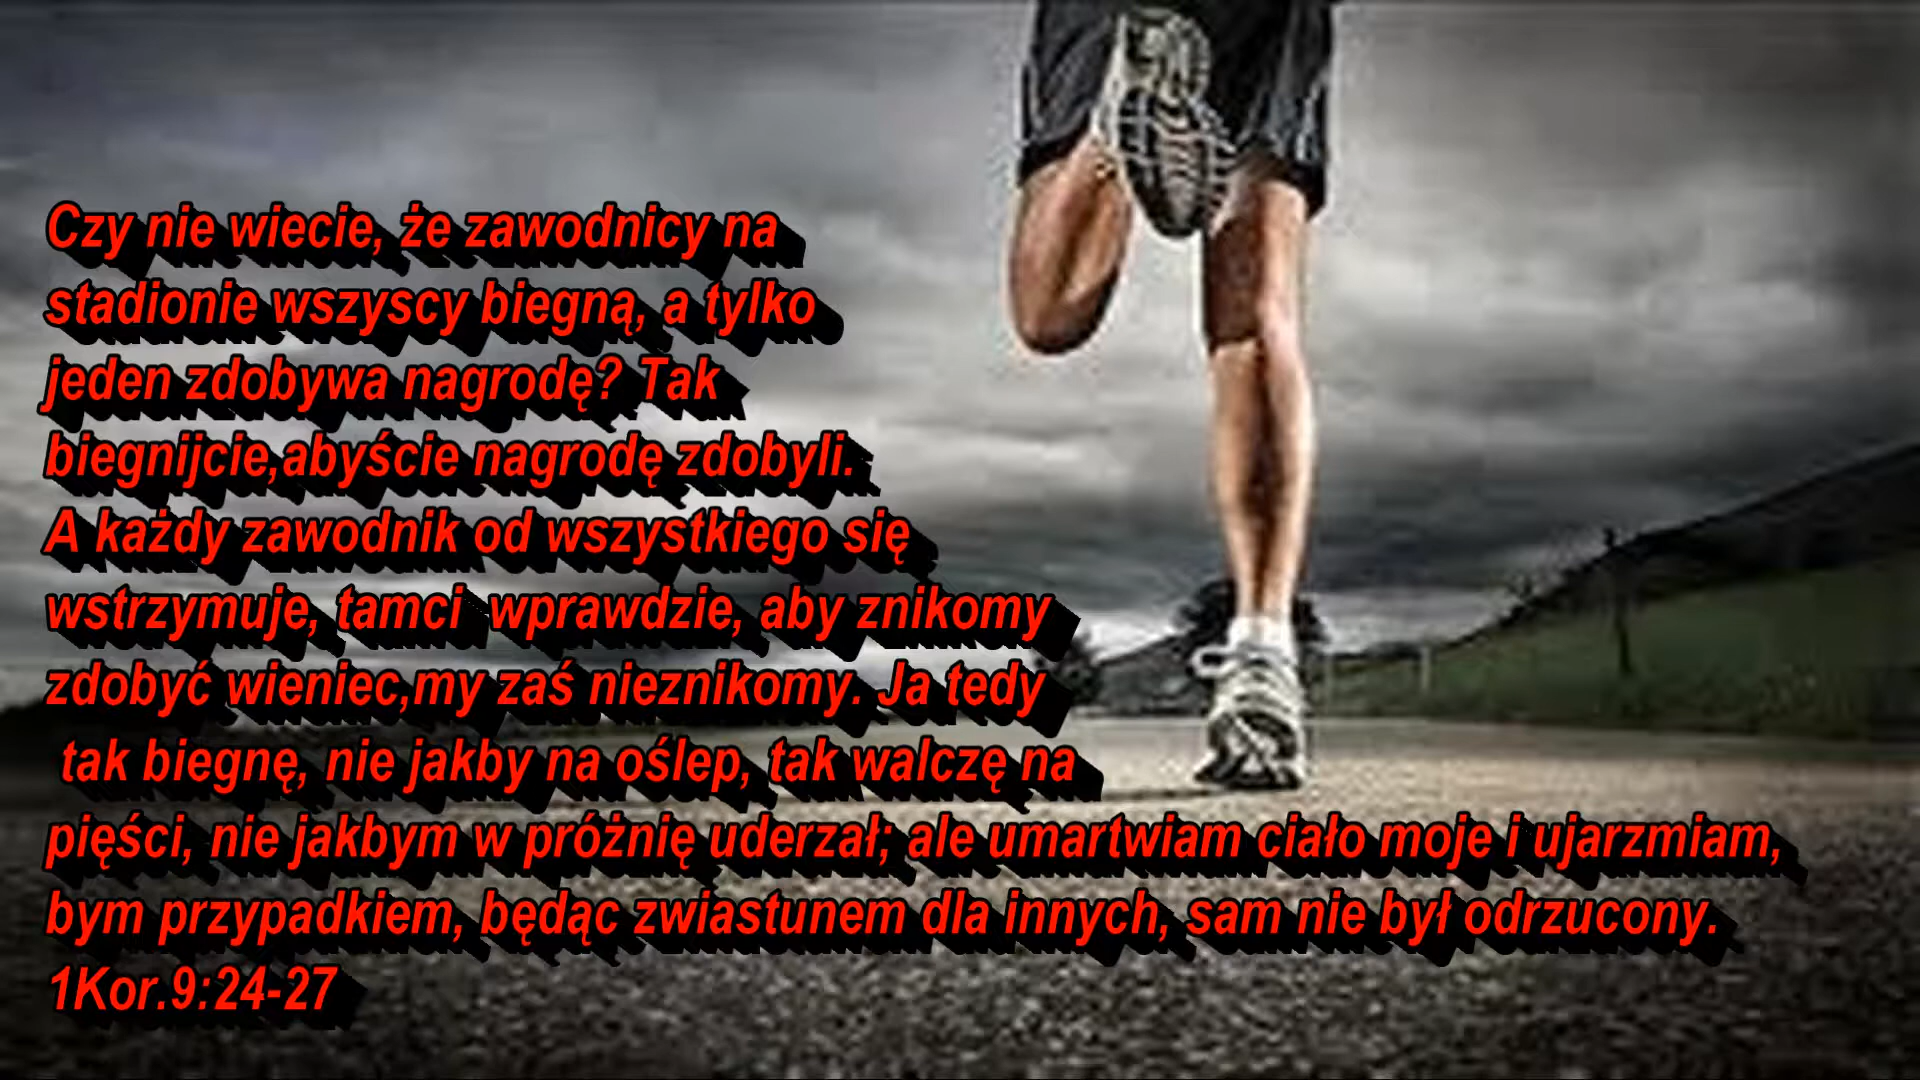 Czy nie wiecie, że zawodnicy na
stadionie wszyscy biegną, a tylko
jeden zdobywa nagrodę? Tak
biegnijcie,abyście nagrodę zdobyli.
A każdy zawodnik od wszystkiego się
wstrzymuje, tamci  wprawdzie, aby znikomy
zdobyć wieniec,my zaś nieznikomy. Ja tedy
tak biegnę, nie jakby na oślep, tak walczę na
pięści, nie jakbym w próżnię uderzał; ale umartwiam ciało moje i ujarzmiam,
bym przypadkiem, będąc zwiastunem dla innych, sam nie był odrzucony.
1Kor.9:24-27